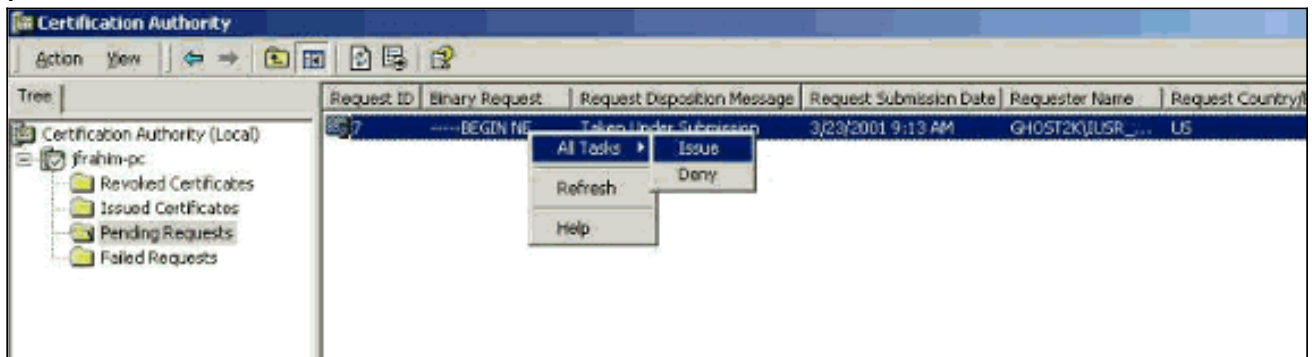 Certification Authority
Action View
Tree
Request ID Binary Request Request Disposition Message Request Submission Date Requester Name Request Country/
Certification Authority (Local)
7 -----BEGIN NE... Taken Under Submission 3/23/2001 9:13 AM GHOST2K\IUSR_... US
jfrahim-pc
All Tasks Issue
Revoked Certificates
Deny
Refresh
Issued Certificates
Pending Requests
Help
Failed Requests